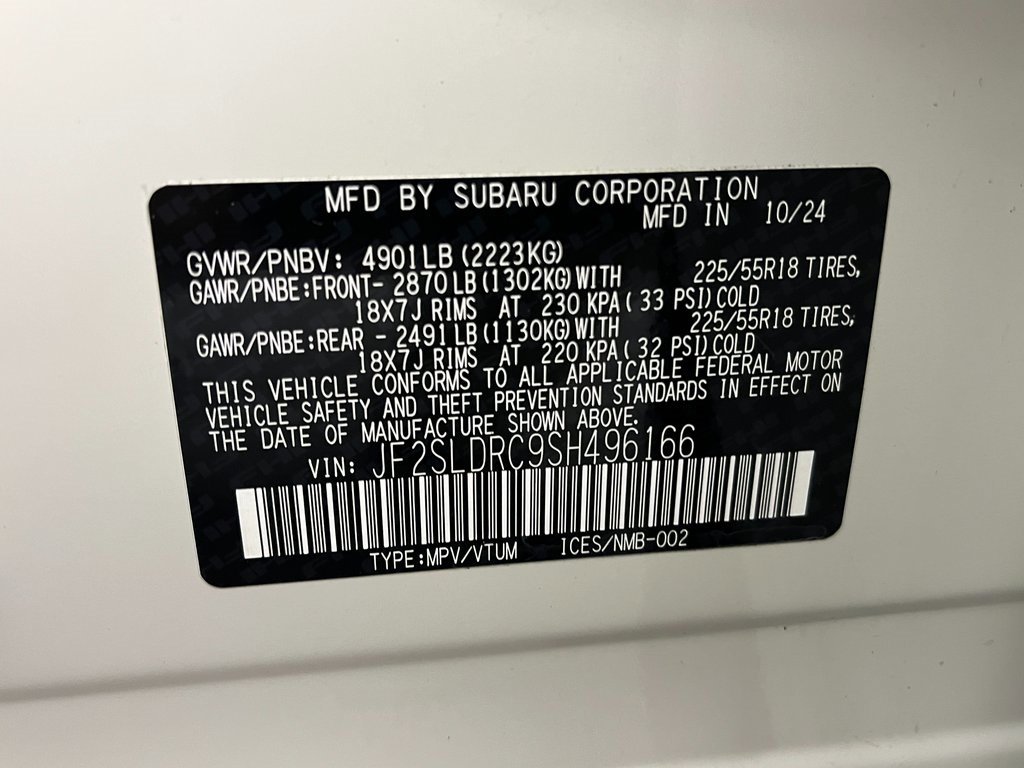 MFD BY SUBARU CORPORATION
MFD IN 10/24
GVWR/PNBV: 4901LB (2223KG)
GAWR/PNBE:FRONT- 2870LB (1302KG)WITH 225/55R18 TIRES,
18X7J RIMS AT 230 KPA( 33 PSI)COLD
GAWR/PNBE:REAR - 2491LB (1130KG)WITH 225/55R18 TIRES,
18X7J RIMS AT 220 KPA( 32 PSI)COLD
THIS VEHICLE CONFORMS TO ALL APPLICABLE FEDERAL MOTOR
VEHICLE SAFETY AND THEFT PREVENTION STANDARDS IN EFFECT ON
THE DATE OF MANUFACTURE SHOWN ABOVE.
VIN: JF2SLDRC9SH496166
TYPE:MPV/VTUM ICES/NMB-002